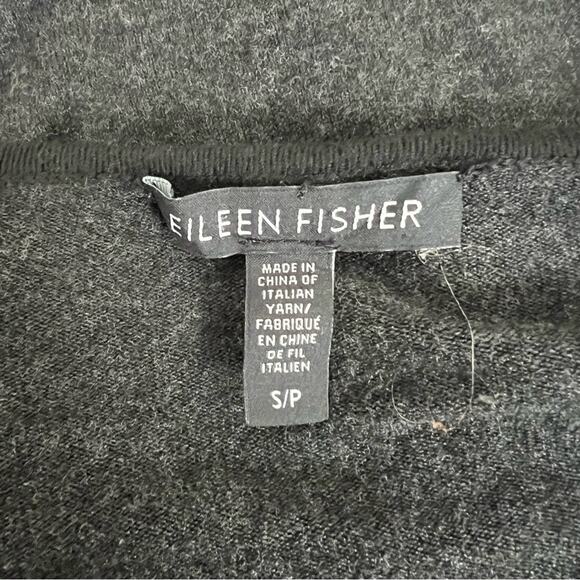 EILEEN FISHER
MADE IN
CHINA OF
ITALIAN
YARN/
FABRIQUÉ
EN CHINE
DE FIL
ITALIEN
S/P